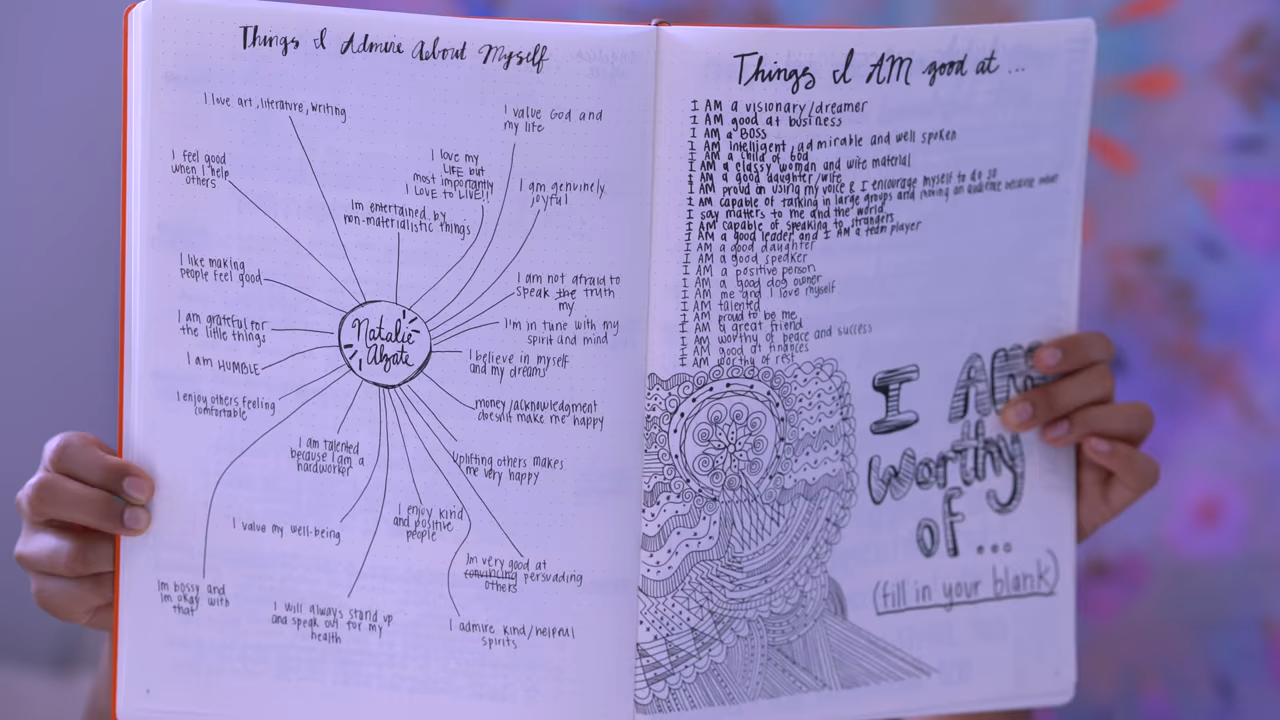 Things I Admire About Myself
I love art, literature, writing
I value God and
my life
I feel good
when I help
others
I love my
LIFE but
most importantly
I LOVE to LIVE!!
I am genuinely
joyful
Im entertained by
non-materialistic things
I like making
people feel good
I am not afraid to
speak the truth
my
I am grateful for
the little things
I'm in tune with my
spirit and mind
Natalie
Alzate
I am HUMBLE
I believe in myself
and my dreams
I enjoy others feeling
comfortable
money/acknowledgment
doesn't make me happy
I am talented
because I am a
hardworker
Uplifting others makes
me very happy
I value my well-being
I enjoy kind
and positive
people
Im very good at
convincing persuading
others
Im bossy and
im okay with
that
I will always stand up
and speak out for my
health
I admire kind/helpful
spirits
Things I AM good at ...
I AM a visionary/dreamer
I AM good at business
I AM a BOSS
I AM intelligent, admirable and well spoken
I AM a child of God
I AM a classy woman and wife material
I AM a good daughter/wife
I AM proud on using my voice & I encourage myself to do so
I AM capable of talking in large groups and moving an audience because what
I say matters to me and the world
I AM capable of speaking to strangers
I AM a good leader and I AM a team player
I AM a good daughter
I AM a good speaker
I AM a positive person
I AM a good dog owner
I AM me and I love myself
I AM talented
I AM proud to be me
I AM a great friend
I AM worthy of peace and success
I AM good at finances
I AM worthy of rest
I AM
worthy
of ...
(fill in your blank)